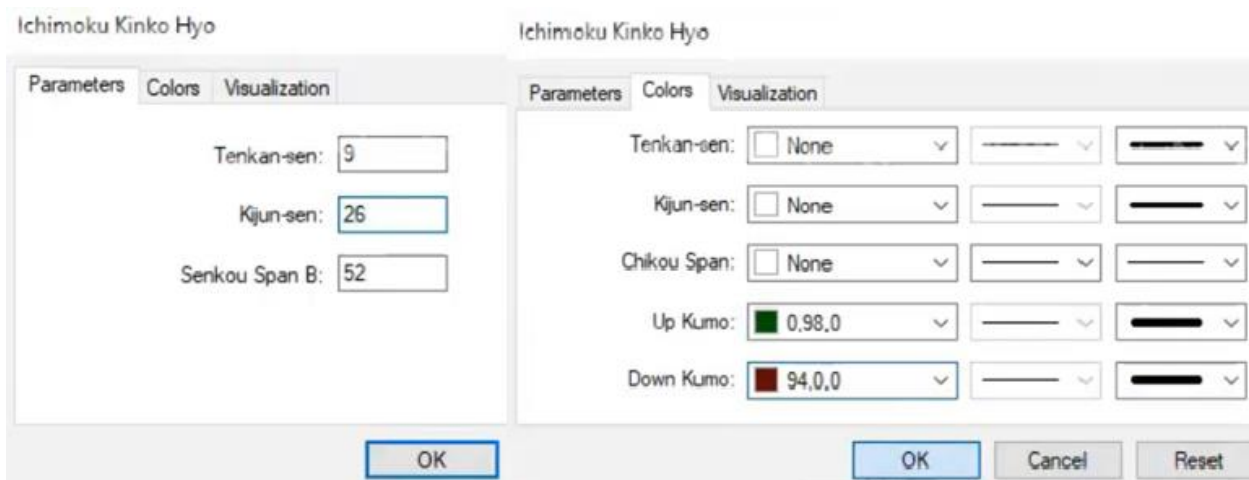 Ichimoku Kinko Hyo
Parameters Colors Visualization
Tenkan-sen: 9
Kijun-sen: 26
Senkou Span B: 52
OK
Ichimoku Kinko Hyo
Parameters Colors Visualization
Tenkan-sen: None
Kijun-sen: None
Chikou Span: None
Up Kumo: 0,98,0
Down Kumo: 94,0,0
OK Cancel Reset